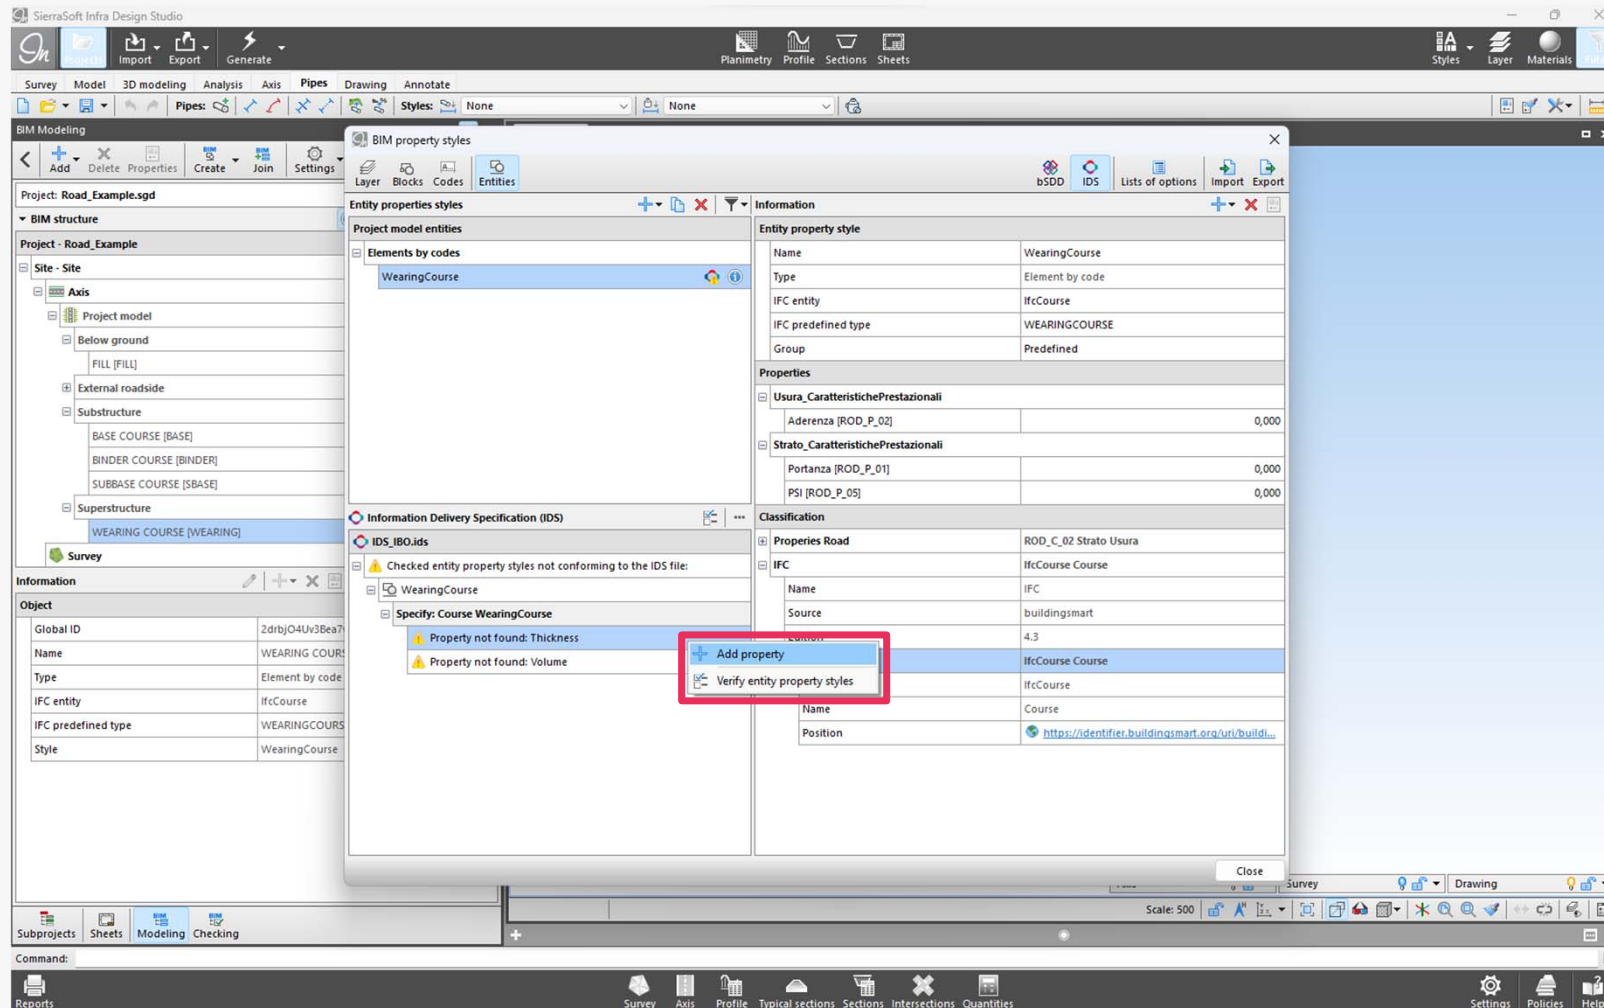 SierraSoft Infra Design Studio
Import Export Generate
Planimetry Profile Sections Sheets
Styles Layer Materials
Survey Model 3D modeling Analysis Axis Pipes Drawing Annotate
Pipes: Styles: None None
BIM Modeling
Add Delete Properties Create Join Settings
Project: Road_Example.sgd
BIM structure
Project - Road_Example
Site - Site
Axis
Project model
Below ground
FILL [FILL]
External roadside
Substructure
BASE COURSE [BASE]
BINDER COURSE [BINDER]
SUBBASE COURSE [SBASE]
Superstructure
WEARING COURSE [WEARING]
Survey
Information
Object
Global ID 2drbjO4Uv3Bea7
Name WEARING COURS
Type Element by code
IFC entity IfcCourse
IFC predefined type WEARINGCOURS
Style WearingCourse
BIM property styles
Layer Blocks Codes Entities
bSDD IDS Lists of options Import Export
Entity properties styles
Project model entities
Elements by codes
WearingCourse
Information Delivery Specification (IDS)
IDS_IBO.ids
Checked entity property styles not conforming to the IDS file:
WearingCourse
Specify: Course WearingCourse
Property not found: Thickness
Property not found: Volume
Add property
Verify entity property styles
Information
Entity property style
Name WearingCourse
Type Element by code
IFC entity IfcCourse
IFC predefined type WEARINGCOURSE
Group Predefined
Properties
Usura_CaratteristichePrestazionali
Aderenza [ROD_P_02] 0,000
Strato_CaratteristichePrestazionali
Portanza [ROD_P_01] 0,000
PSI [ROD_P_05] 0,000
Classification
Properies Road ROD_C_02 Strato Usura
IFC IfcCourse Course
Name IFC
Source buildingsmart
4.3
IfcCourse Course
IfcCourse
Name Course
Position https://identifier.buildingsmart.org/uri/buildi...
Close
Survey Drawing
Scale: 500
Subprojects Sheets Modeling Checking
Command:
Reports
Survey Axis Profile Typical sections Sections Intersections Quantities
Settings Policies Help